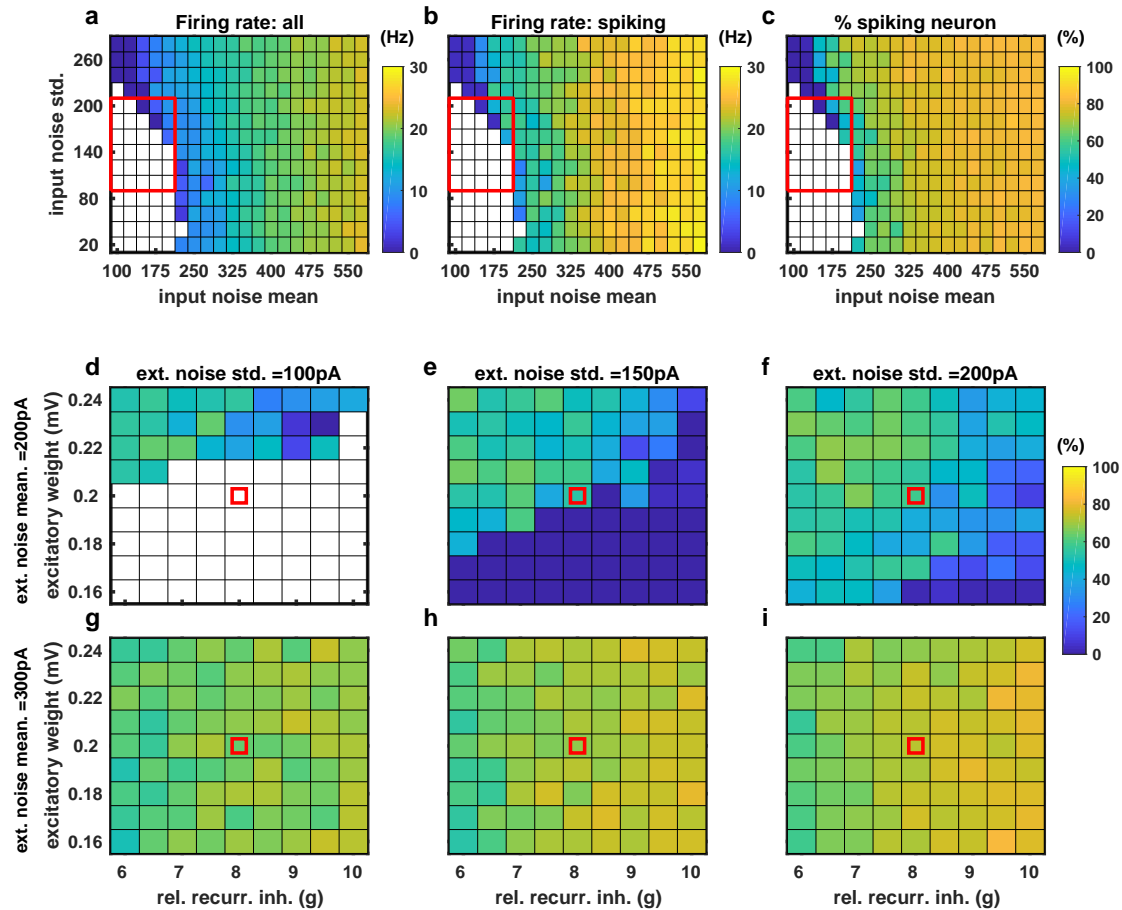 a Firing rate: all (Hz)
b Firing rate: spiking (Hz)
c % spiking neuron (%)
input noise std.
260
200
140
80
20
100 175 250 325 400 475 550
input noise mean
30
20
10
0
100 175 250 325 400 475 550
input noise mean
30
20
10
0
100 175 250 325 400 475 550
input noise mean
100
80
60
40
20
0
d ext. noise std. =100pA
e ext. noise std. =150pA
f ext. noise std. =200pA
ext. noise mean. =200pA
excitatory weight (mV)
0.24
0.22
0.2
0.18
0.16
(%)
100
80
60
40
20
0
g
h
i
ext. noise mean. =300pA
excitatory weight (mV)
0.24
0.22
0.2
0.18
0.16
6 7 8 9 10
rel. recurr. inh. (g)
6 7 8 9 10
rel. recurr. inh. (g)
6 7 8 9 10
rel. recurr. inh. (g)